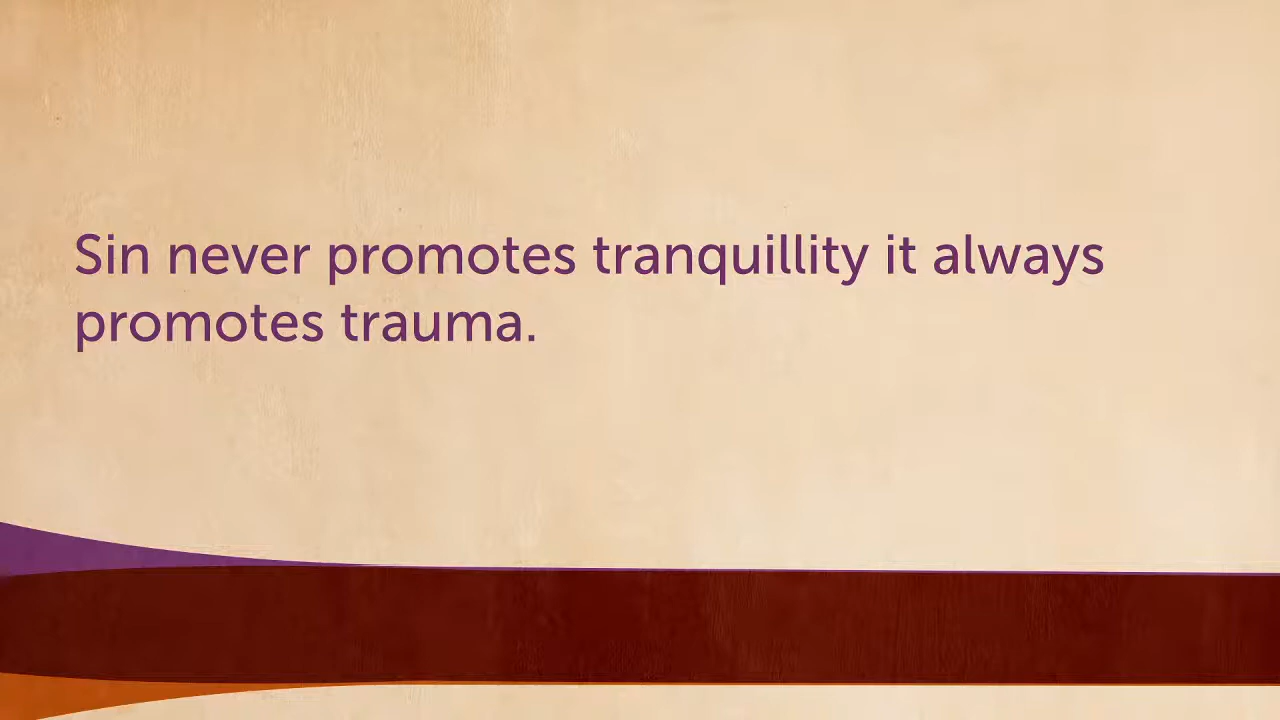 Sin never promotes tranquillity it always
promotes trauma.